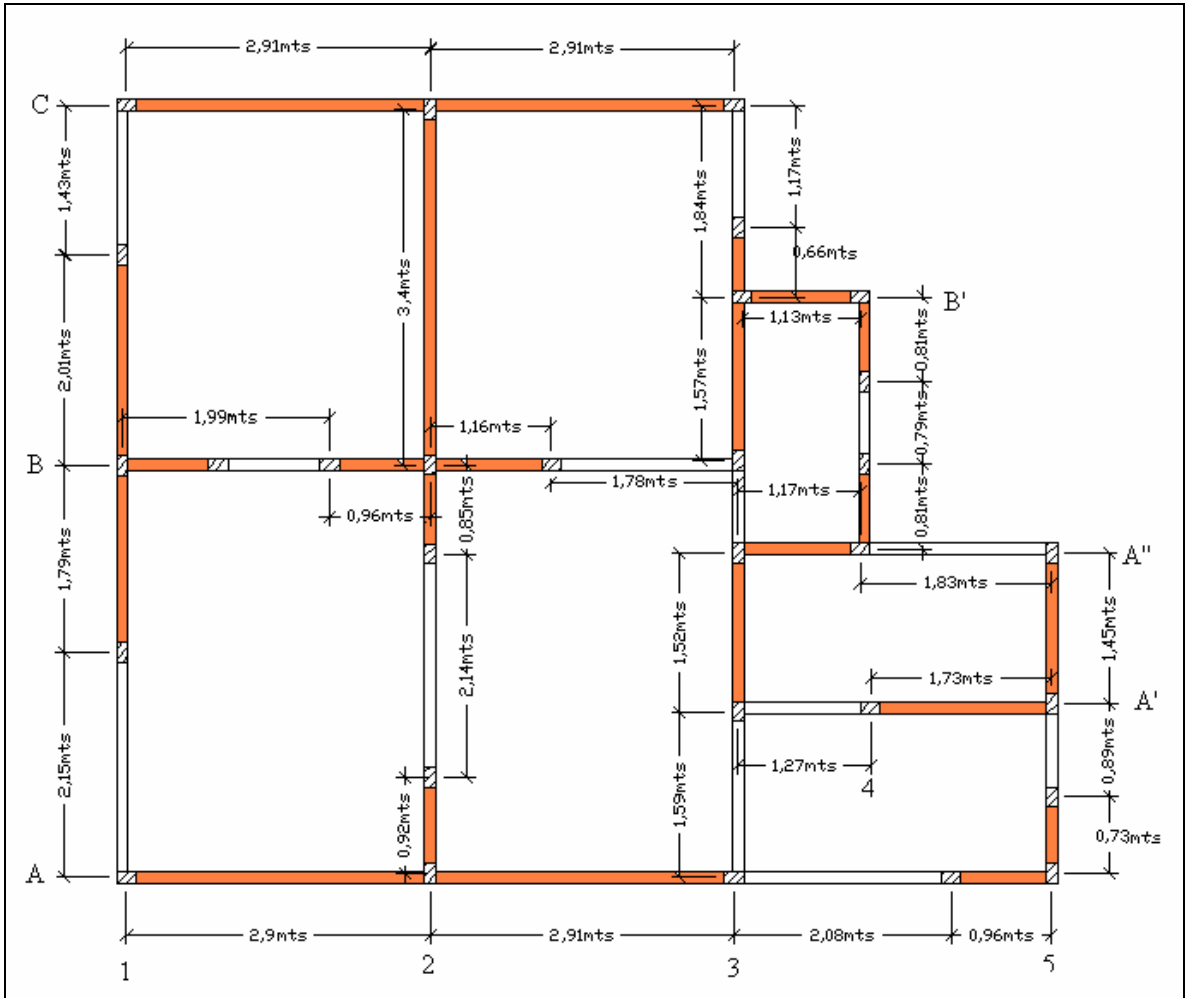 2,91mts
2,91mts
C
1,43mts
1,17mts
1,84mts
0,66mts
3,4mts
B'
1,13mts
0,81mts
2,01mts
1,57mts
1,99mts
1,16mts
0,79mts
B
1,78mts
1,17mts
0,96mts
0,85mts
0,81mts
1,79mts
A"
1,83mts
1,52mts
1,45mts
2,14mts
1,73mts
A'
2,15mts
1,27mts
0,89mts
4
1,59mts
0,92mts
0,73mts
A
2,9mts
2,91mts
2,08mts
0,96mts
1
2
3
5